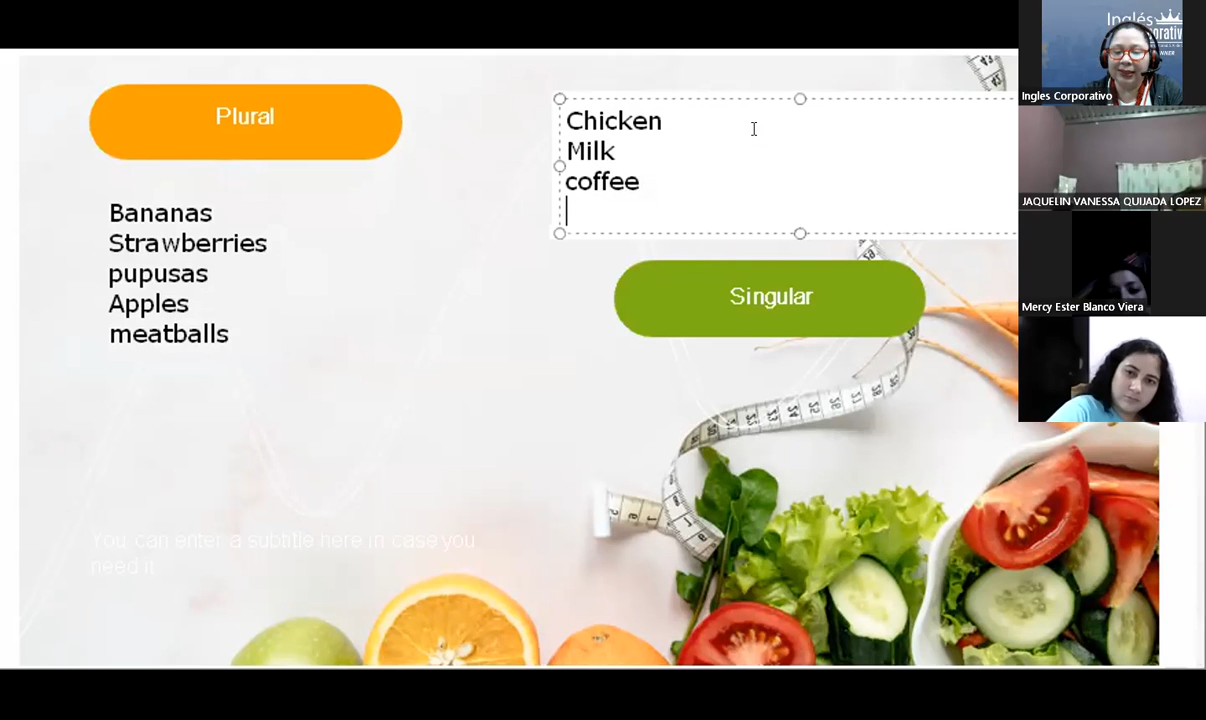 Plural
Bananas
Strawberries
pupusas
Apples
meatballs
You can enter a subtitle here in case you
need it
Chicken
Milk
coffee
Singular
Inglés
Ingles Corporativo
JAQUELIN VANESSA QUIJADA LOPEZ
Mercy Ester Blanco Viera